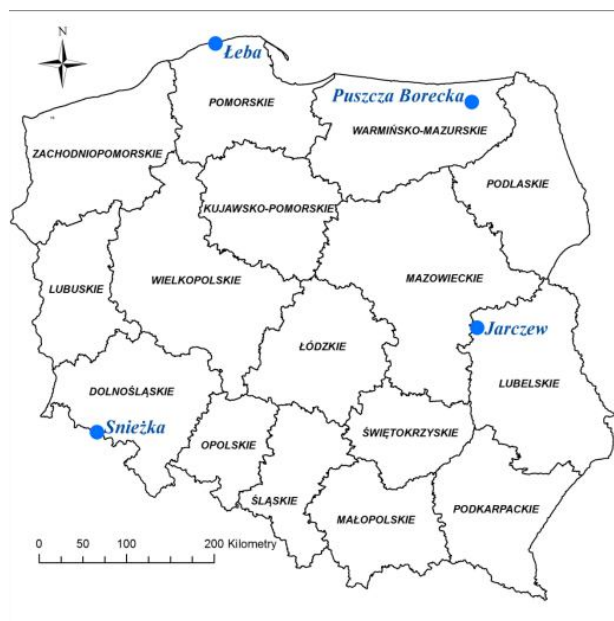 N
Łeba
POMORSKIE
Puszcza Borecka
WARMIŃSKO-MAZURSKIE
ZACHODNIOPOMORSKIE
PODLASKIE
KUJAWSKO-POMORSKIE
WIELKOPOLSKIE
MAZOWIECKIE
LUBUSKIE
Jarczew
ŁÓDZKIE
DOLNOŚLĄSKIE
LUBELSKIE
Snieżka
ŚWIĘTOKRZYSKIE
OPOLSKIE
ŚLĄSKIE
PODKARPACKIE
MAŁOPOLSKIE
0 50 100 200 Kilometry